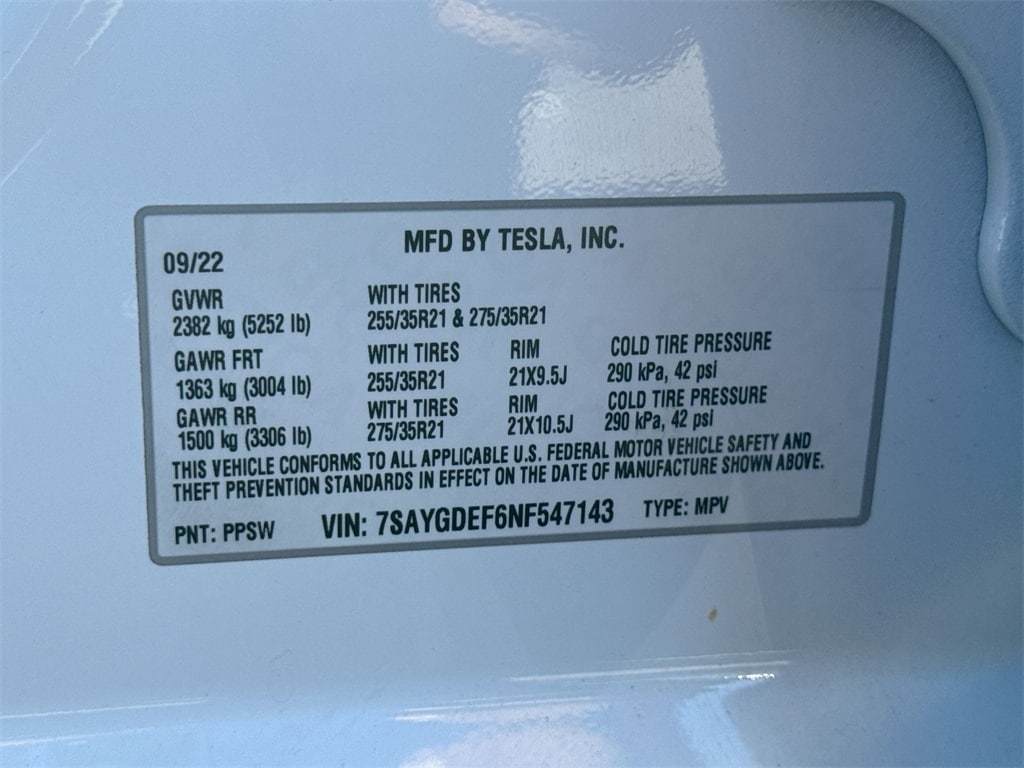 MFD BY TESLA, INC.
09/22
GVWR WITH TIRES
2382 kg (5252 lb) 255/35R21 & 275/35R21
GAWR FRT WITH TIRES RIM COLD TIRE PRESSURE
1363 kg (3004 lb) 255/35R21 21X9.5J 290 kPa, 42 psi
GAWR RR WITH TIRES RIM COLD TIRE PRESSURE
1500 kg (3306 lb) 275/35R21 21X10.5J 290 kPa, 42 psi
THIS VEHICLE CONFORMS TO ALL APPLICABLE U.S. FEDERAL MOTOR VEHICLE SAFETY AND
THEFT PREVENTION STANDARDS IN EFFECT ON THE DATE OF MANUFACTURE SHOWN ABOVE.
PNT: PPSW VIN: 7SAYGDEF6NF547143 TYPE: MPV